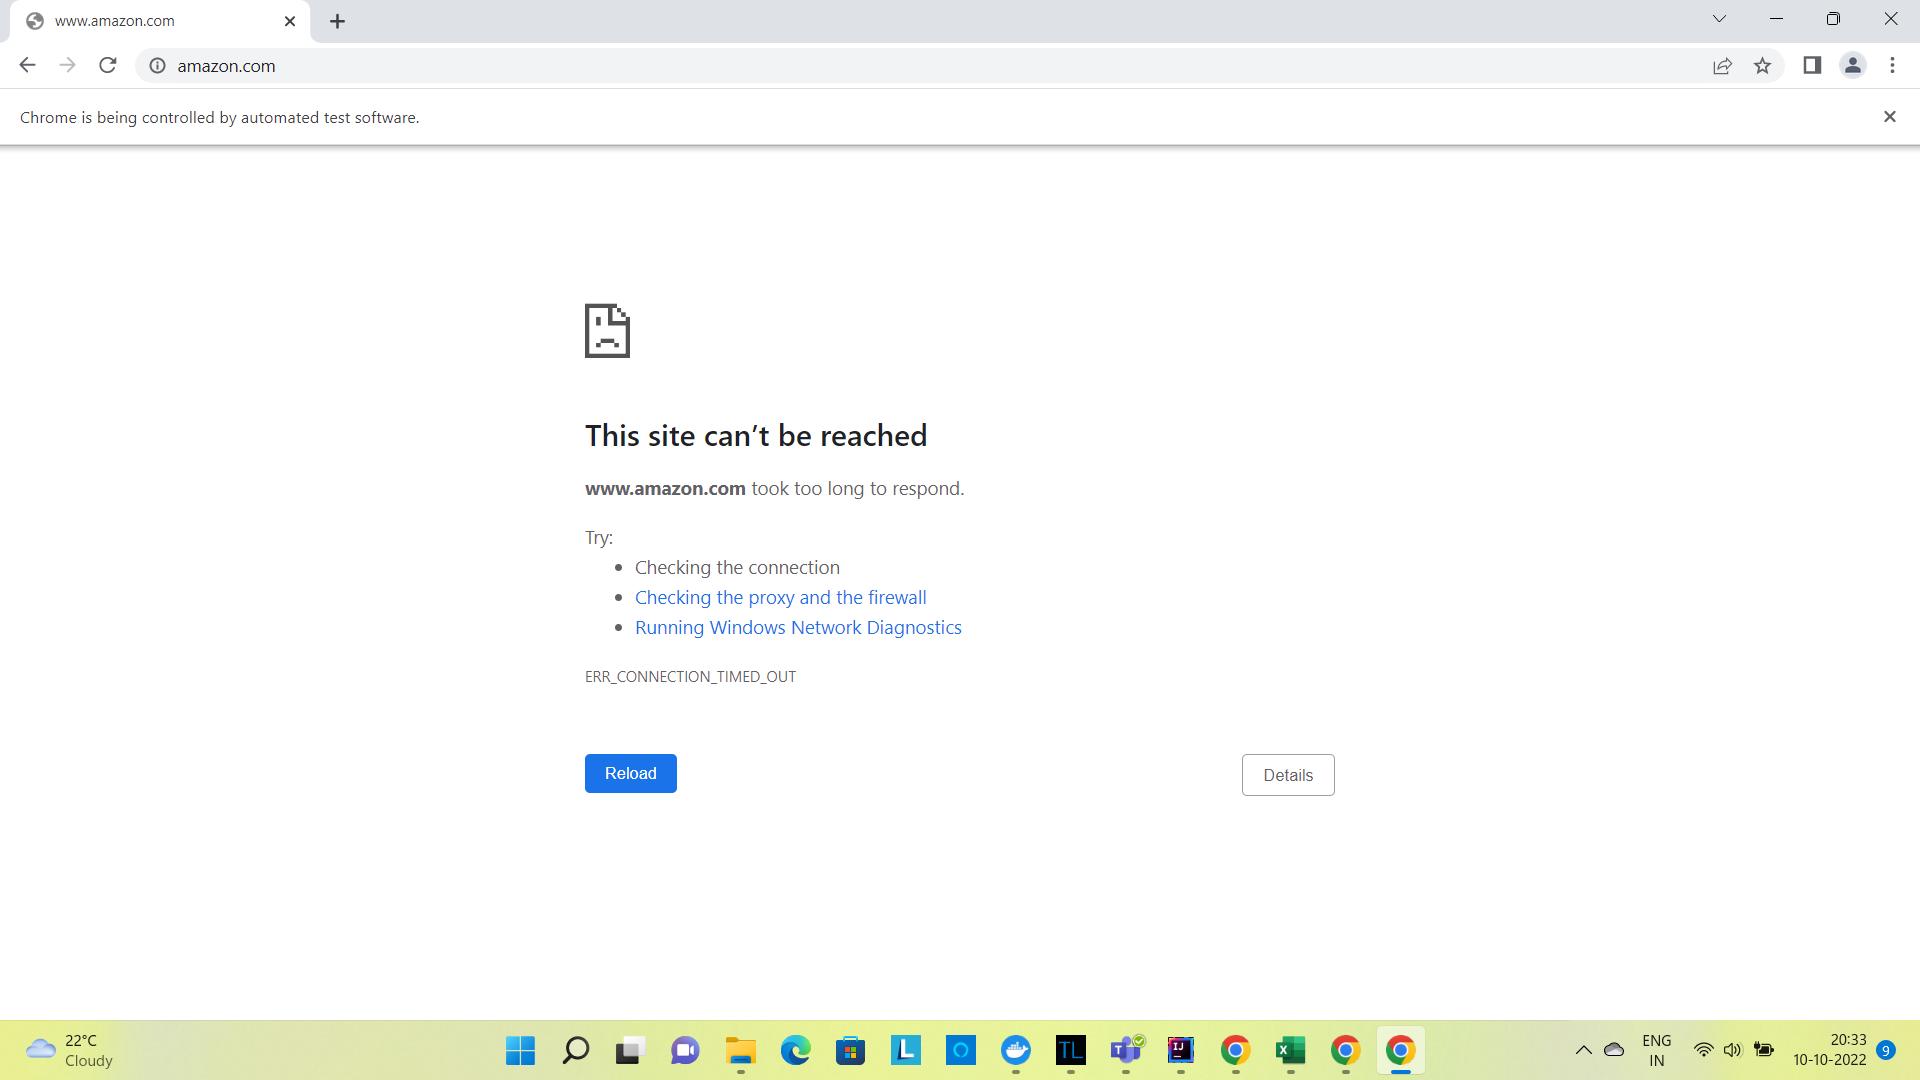 www.amazon.com
amazon.com
Chrome is being controlled by automated test software.
This site can’t be reached
www.amazon.com took too long to respond.
Try:
Checking the connection
Checking the proxy and the firewall
Running Windows Network Diagnostics
ERR_CONNECTION_TIMED_OUT
Reload
Details
22°C
Cloudy
L
TL
T
IJ
X
ENG
IN
20:33
10-10-2022
9